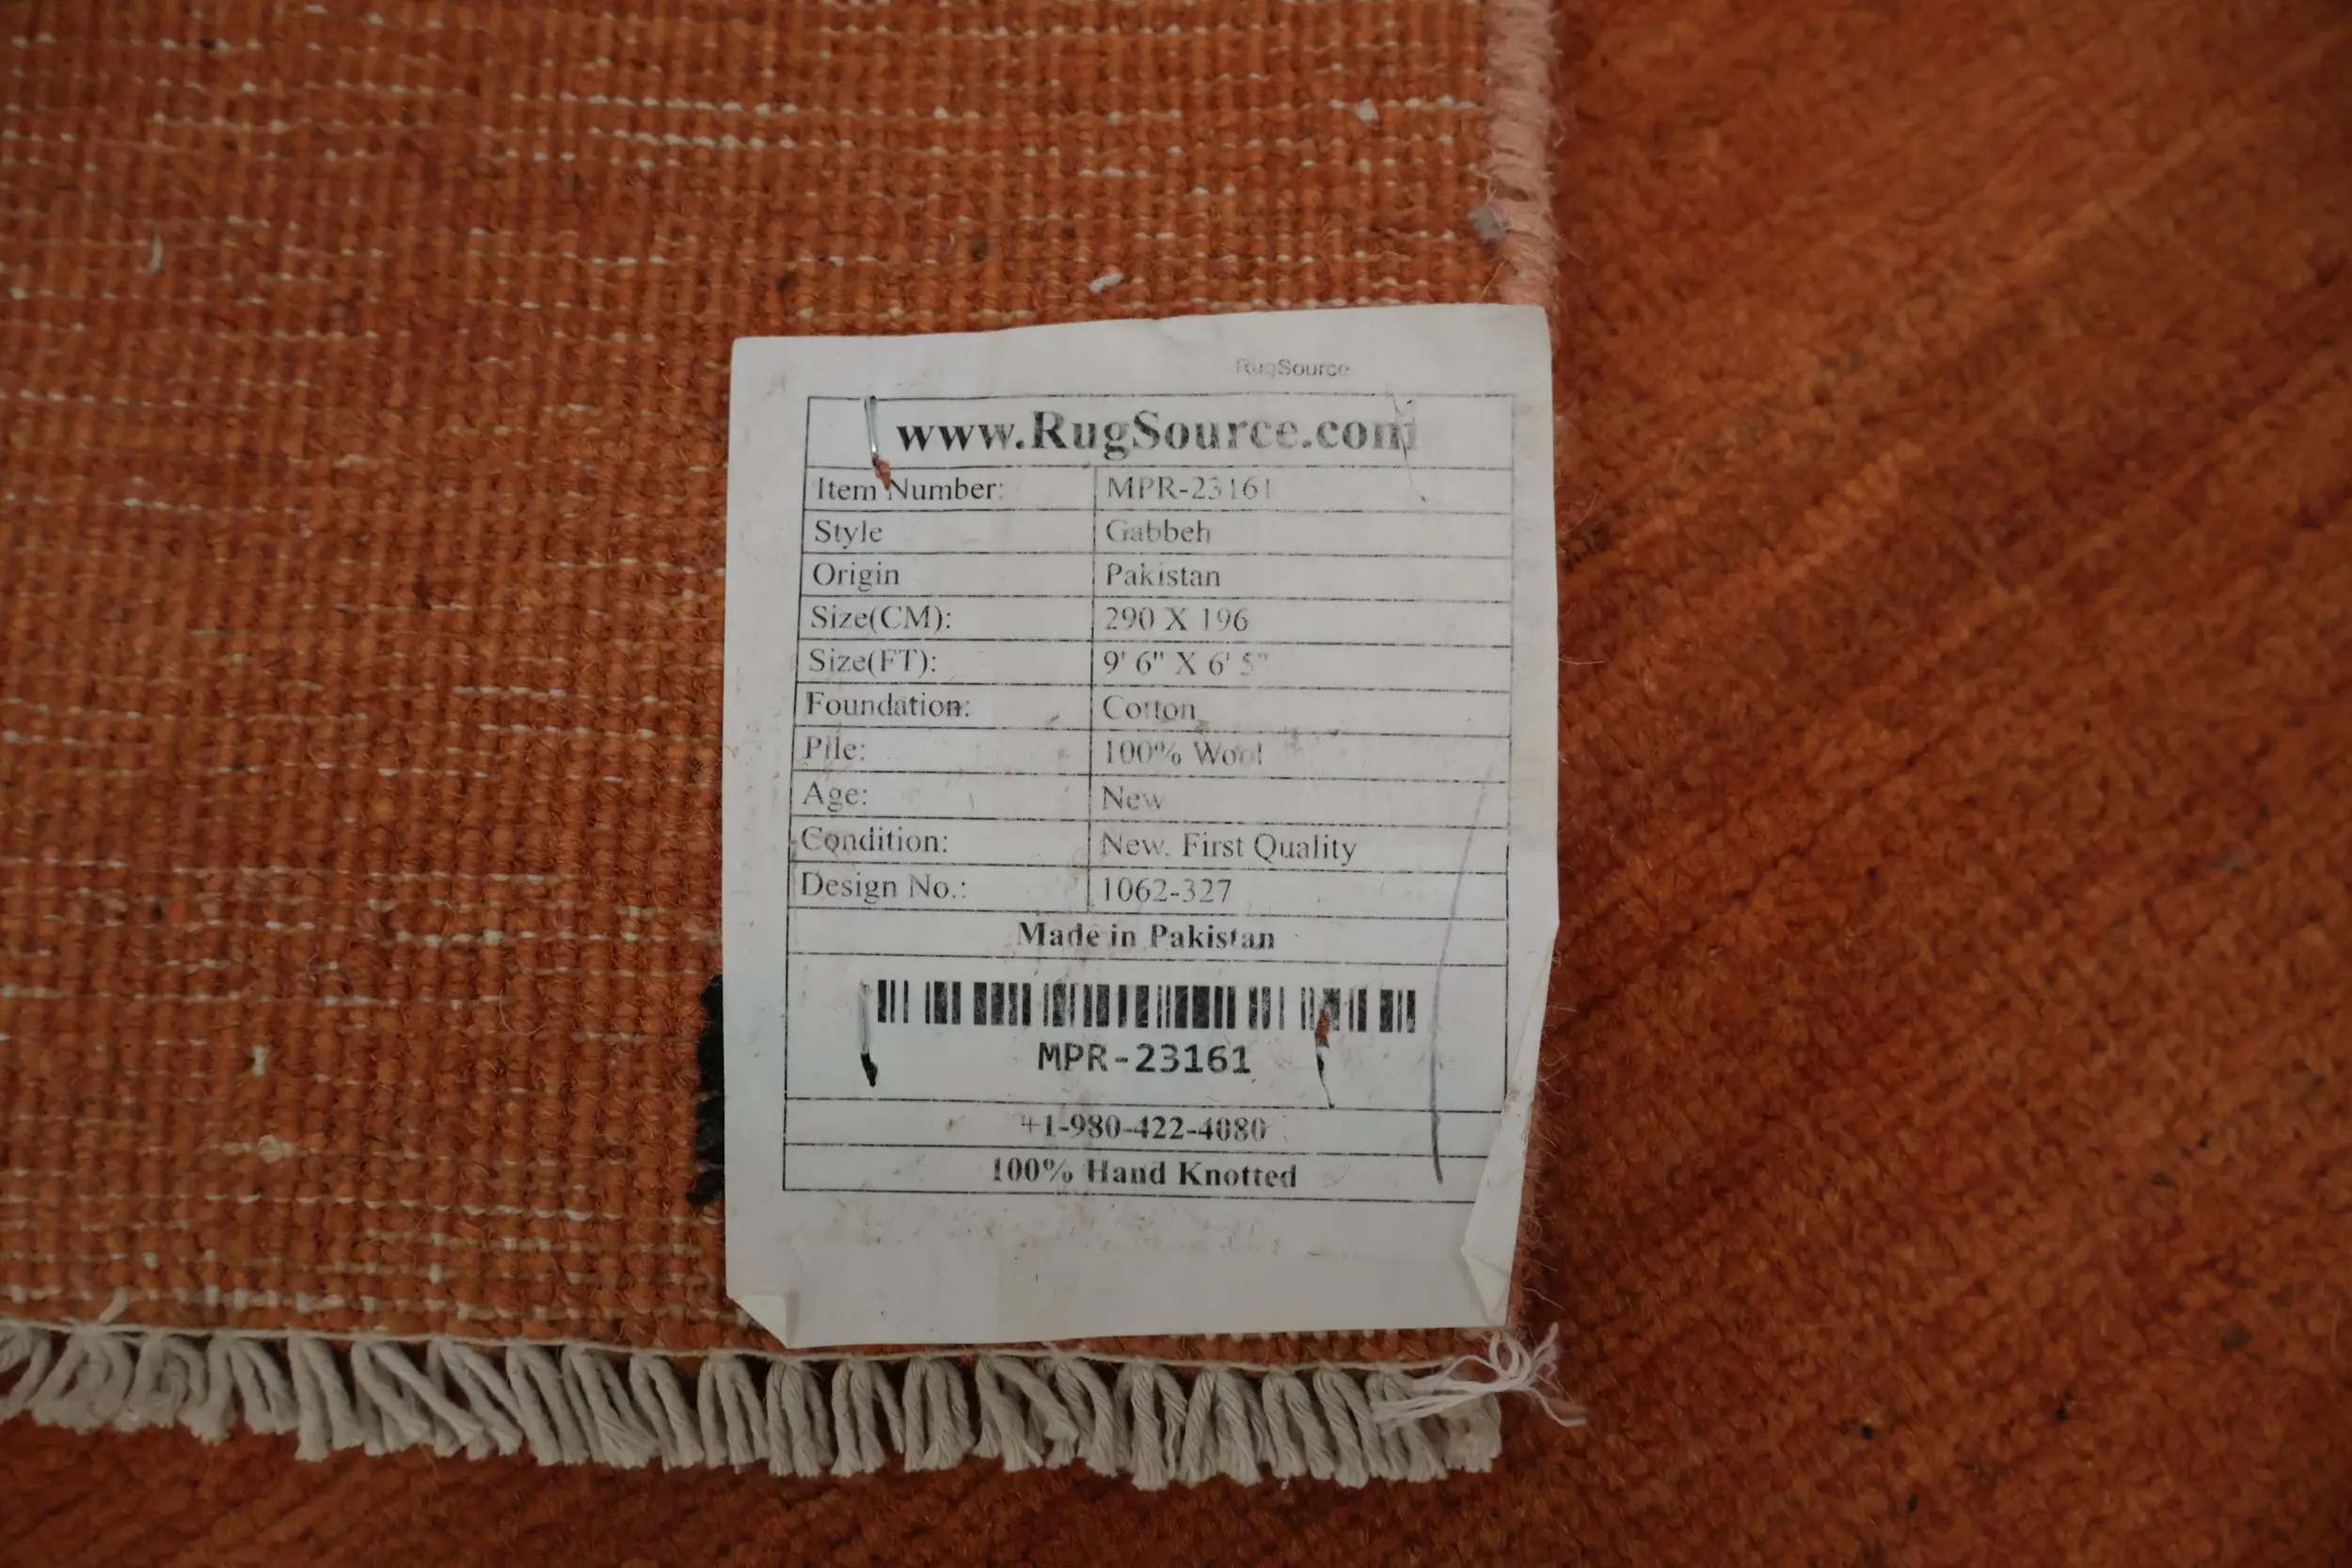 RugSource
www.RugSource.com
Item Number: MPR-23161
Style Gabbeh
Origin Pakistan
Size(CM): 290 X 196
Size(FT): 9' 6" X 6' 5"
Foundation: Cotton
Pile: 100% Wool
Age: New
Condition: New. First Quality
Design No.: 1062-327
Made in Pakistan
MPR-23161
+1-980-422-4080
100% Hand Knotted